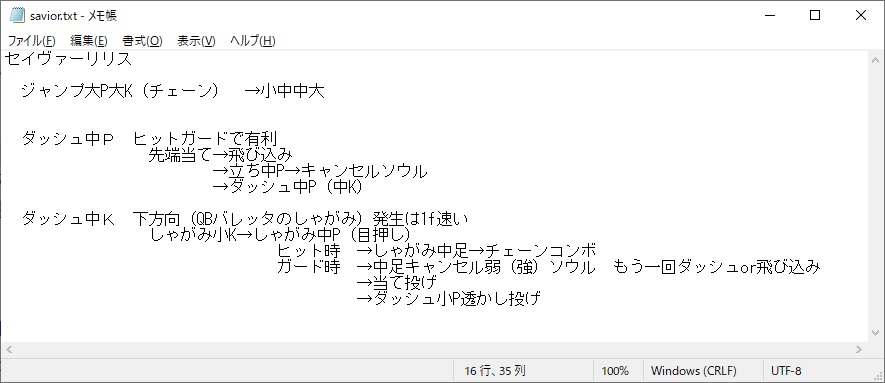 savior.txt - メモ帳
ファイル(F) 編集(E) 書式(O) 表示(V) ヘルプ(H)
セイヴァーリリス
ジャンプ大P大K（チェーン） →小中中大
ダッシュ中Ｐ ヒットガードで有利
先端当て→飛び込み
→立ち中P→キャンセルソウル
→ダッシュ中P（中K）
ダッシュ中Ｋ 下方向（QBバレッタのしゃがみ）発生は1f速い
しゃがみ小K→しゃがみ中P（目押し）
ヒット時 →しゃがみ中足→チェーンコンボ
ガード時 →中足キャンセル弱（強）ソウル もう一回ダッシュor飛び込み
→当て投げ
→ダッシュ小P透かし投げ
16 行、35 列 100% Windows (CRLF) UTF-8